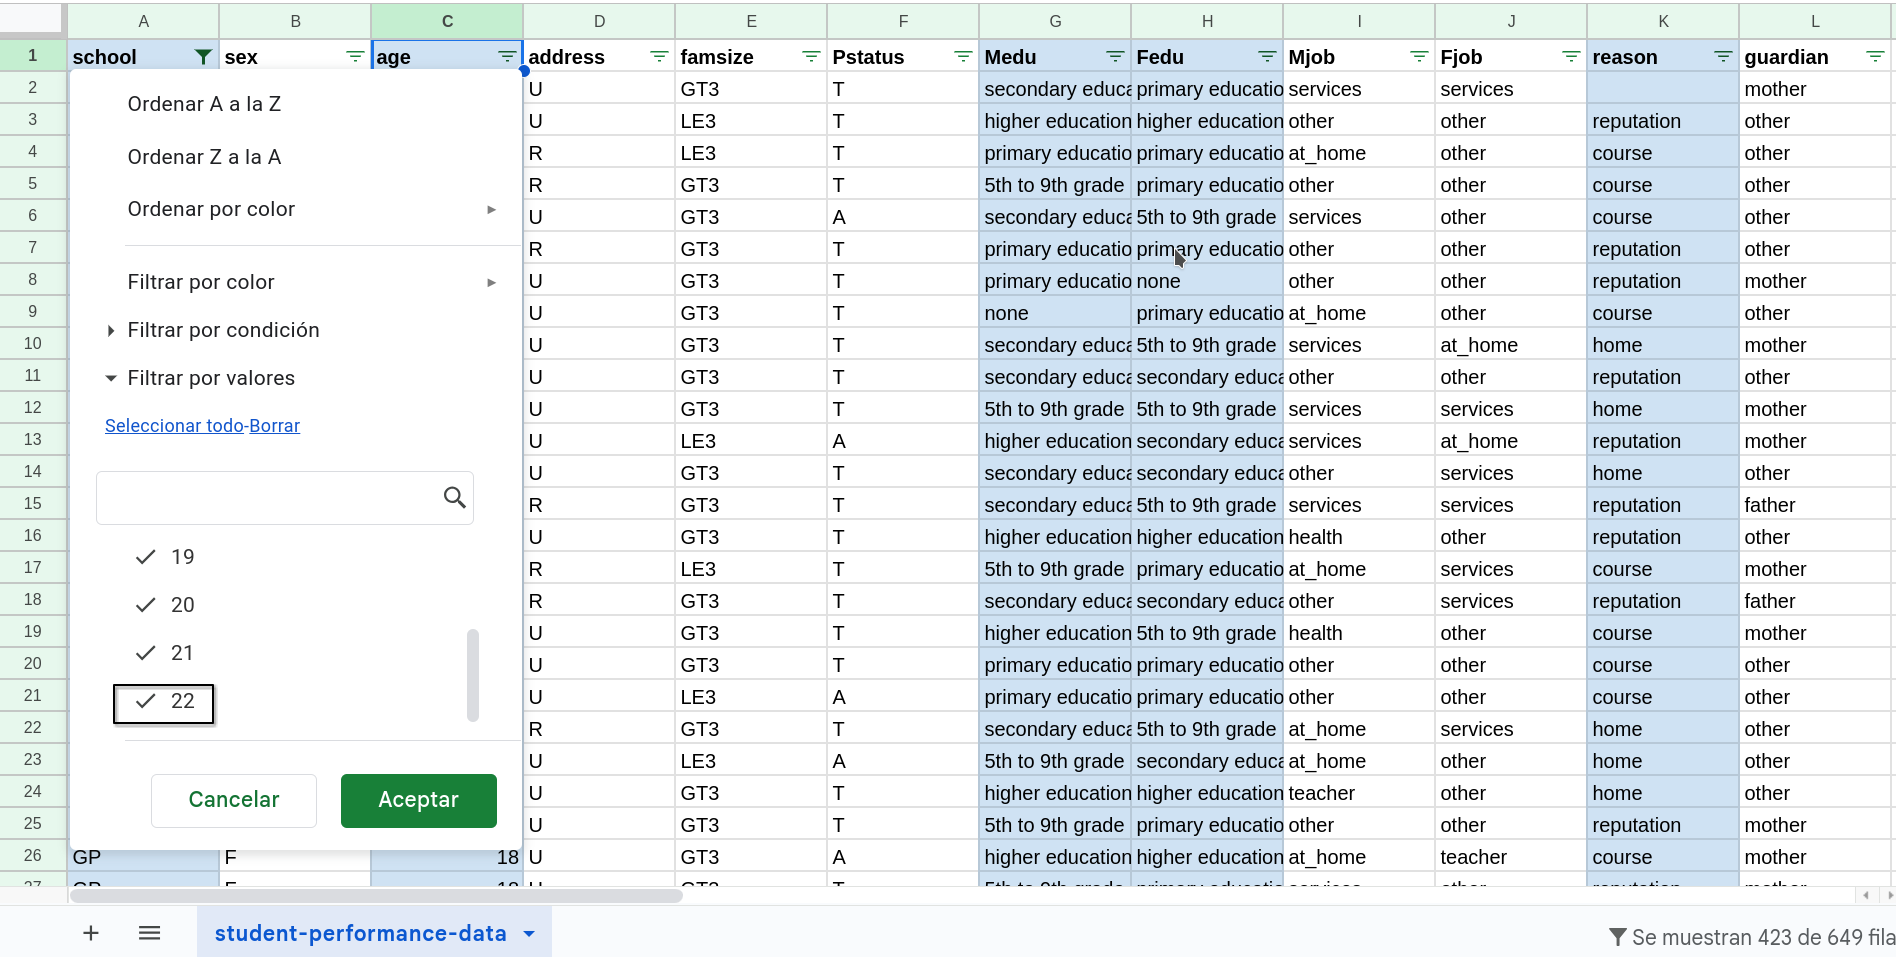 A B C D E F G H I J K L
1 school sex age address famsize Pstatus Medu Fedu Mjob Fjob reason guardian
2 U GT3 T secondary educa primary educatio services services mother
3 U LE3 T higher education higher education other other reputation other
4 R LE3 T primary educatio primary educatio at_home other course other
5 R GT3 T 5th to 9th grade primary educatio other other course other
6 U GT3 A secondary educa 5th to 9th grade services other course other
7 R GT3 T primary educatio primary educatio other other reputation other
8 U GT3 T primary educatio none other other reputation mother
9 U GT3 T none primary educatio at_home other course other
10 U GT3 T secondary educa 5th to 9th grade services at_home home mother
11 U GT3 T secondary educa secondary educa other other reputation other
12 U GT3 T 5th to 9th grade 5th to 9th grade services services home mother
13 U LE3 A higher education secondary educa services at_home reputation mother
14 U GT3 T secondary educa secondary educa other services home other
15 R GT3 T secondary educa 5th to 9th grade services services reputation father
16 U GT3 T higher education higher education health other reputation other
17 R LE3 T 5th to 9th grade primary educatio at_home services course mother
18 R GT3 T secondary educa secondary educa other services reputation father
19 U GT3 T higher education 5th to 9th grade health other course mother
20 U GT3 T primary educatio primary educatio other other course other
21 U LE3 A primary educatio primary educatio other other course other
22 R GT3 T secondary educa 5th to 9th grade at_home services home other
23 U LE3 A 5th to 9th grade secondary educa at_home other home other
24 U GT3 T higher education higher education teacher other home other
25 U GT3 T 5th to 9th grade primary educatio other other reputation mother
26 GP F 18 U GT3 A higher education higher education at_home teacher course mother
27 GP F 18 U GT3 T 5th to 9th grade primary educatio services other reputation mother
Ordenar A a la Z
Ordenar Z a la A
Ordenar por color
Filtrar por color
Filtrar por condición
Filtrar por valores
Seleccionar todo-Borrar
19
20
21
22
Cancelar Aceptar
student-performance-data
Se muestran 423 de 649 fila